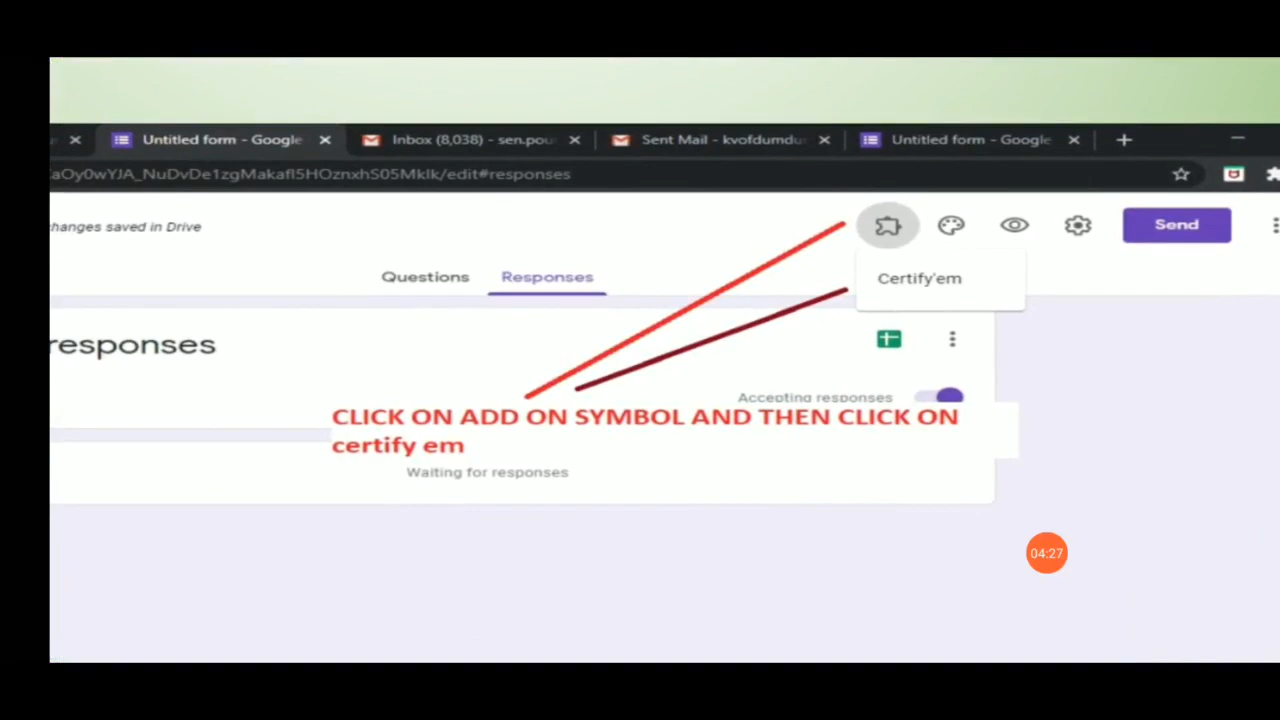 Untitled form - Google
Inbox (8,038) - sen.pou
Sent Mail - kvofdumdu
Untitled form - Google
/edit#responses
hanges saved in Drive
Send
Questions
Responses
Certify'em
responses
Accepting responses
CLICK ON ADD ON SYMBOL AND THEN CLICK ON
certify em
Waiting for responses
04:27